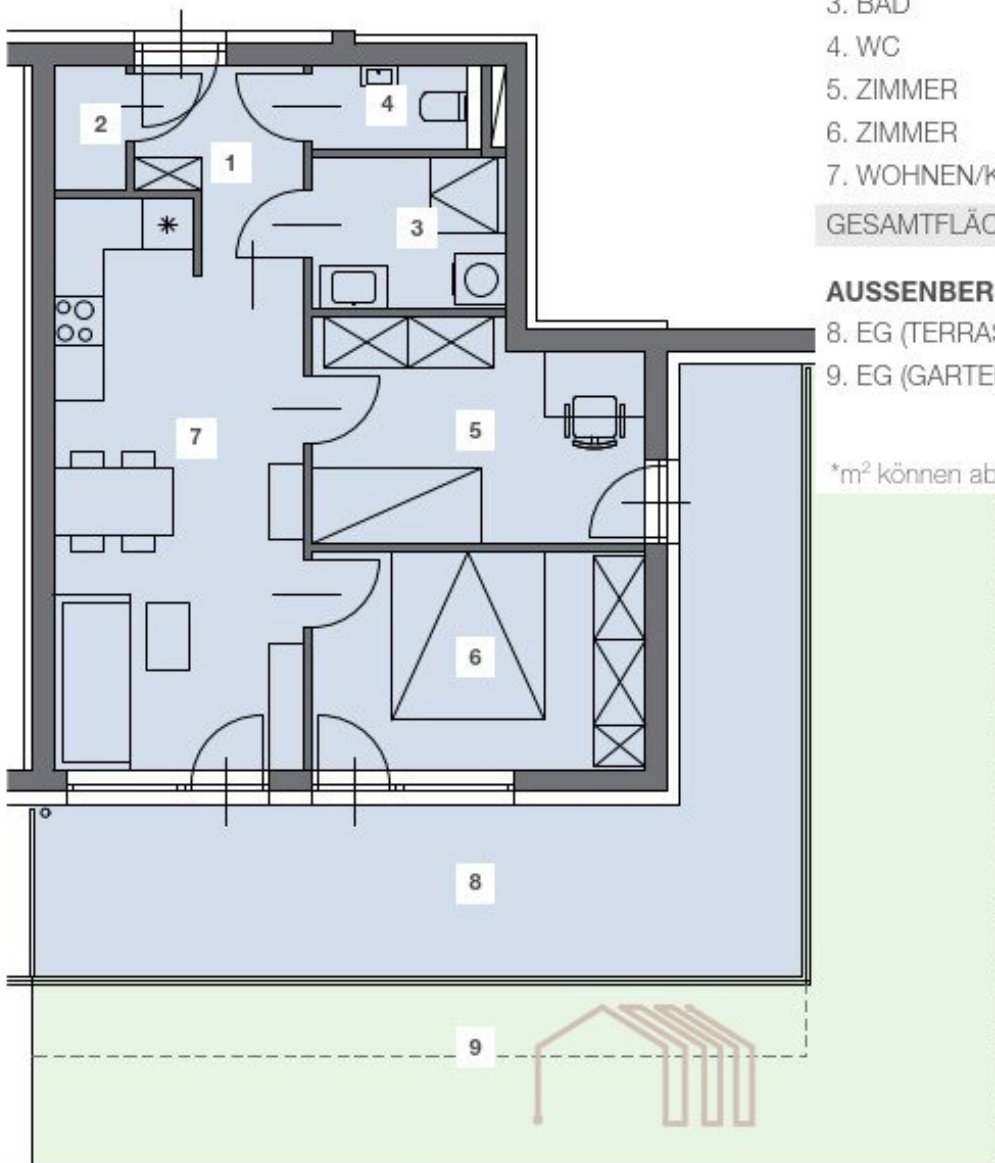 3. BAD
4. WC
5. ZIMMER
6. ZIMMER
7. WOHNEN/K
GESAMTFLÄC
AUSSENBER
8. EG (TERRAS
9. EG (GARTE
*m² können ab
2
1
4
3
*
7
5
6
8
9